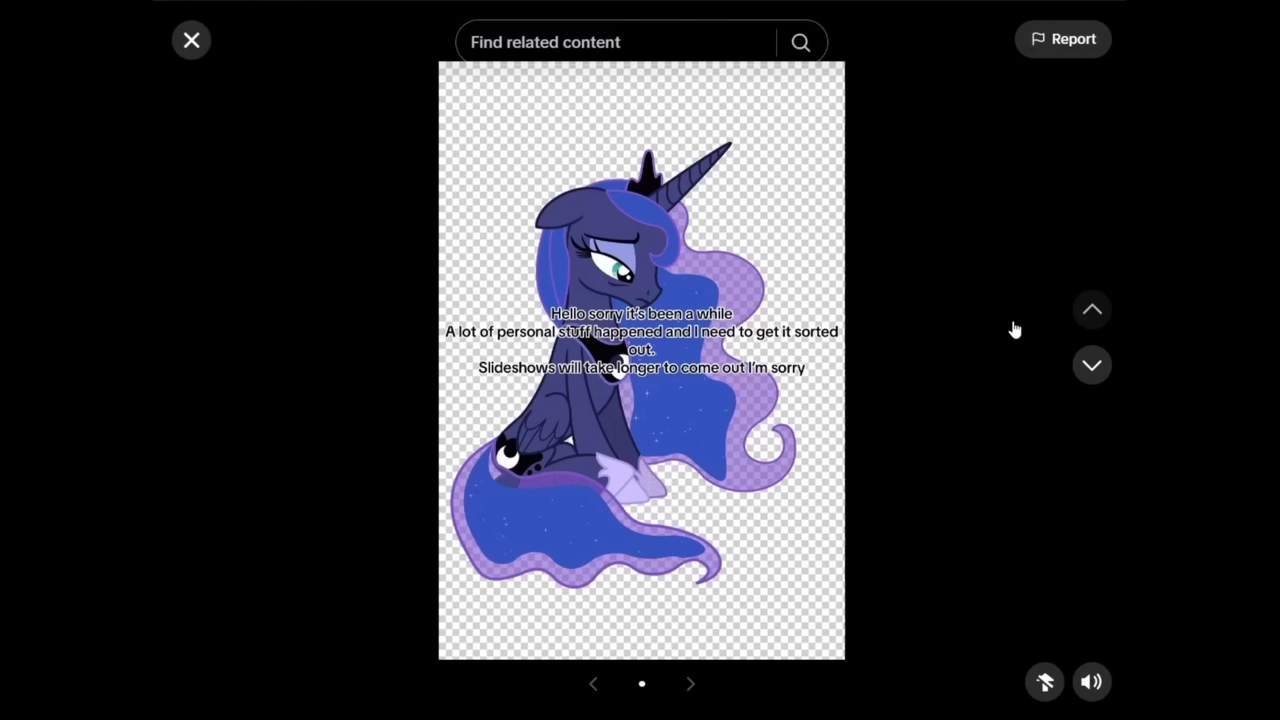 Find related content
Report
Hello sorry it's been a while
A lot of personal stuff happened and I need to get it sorted
out.
Slideshows will take longer to come out I'm sorry